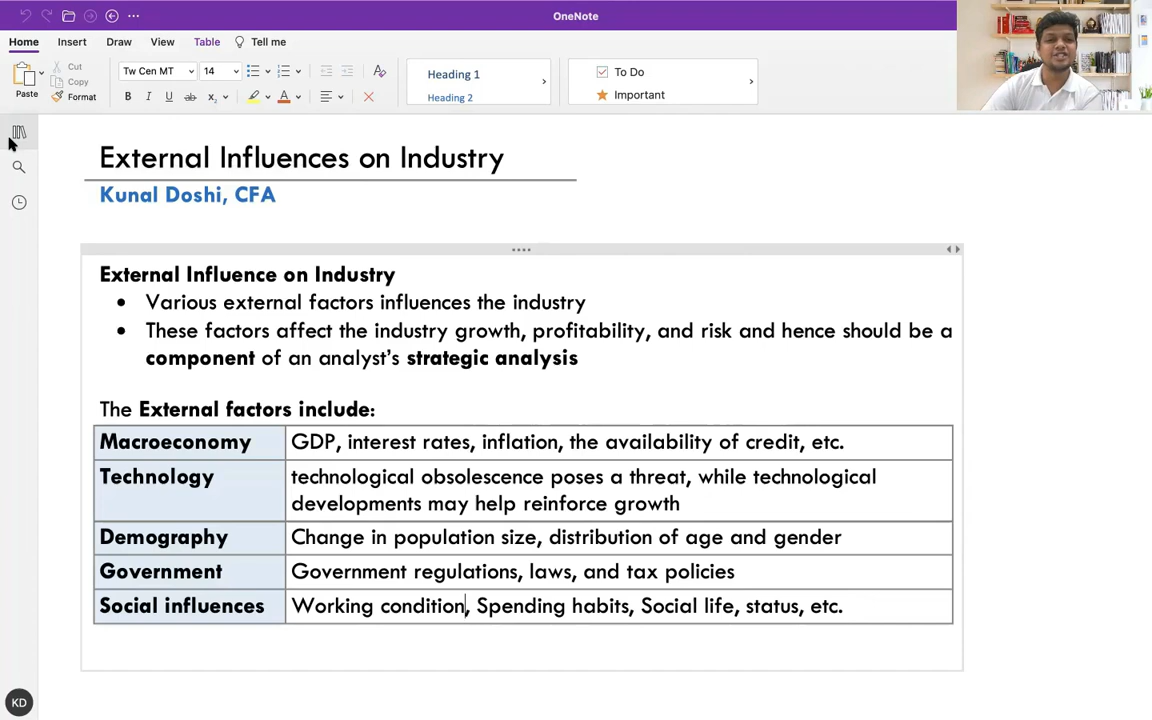 OneNote
Home Insert Draw View Table Tell me
Paste
Cut
Copy
Format
Tw Cen MT 14
B I U ab X₂ A
Heading 1
Heading 2
To Do
Important
External Influences on Industry
Kunal Doshi, CFA
External Influence on Industry
• Various external factors influences the industry
• These factors affect the industry growth, profitability, and risk and hence should be a
component of an analyst's strategic analysis
The External factors include:
Macroeconomy GDP, interest rates, inflation, the availability of credit, etc.
Technology technological obsolescence poses a threat, while technological
developments may help reinforce growth
Demography Change in population size, distribution of age and gender
Government Government regulations, laws, and tax policies
Social influences Working condition, Spending habits, Social life, status, etc.
KD